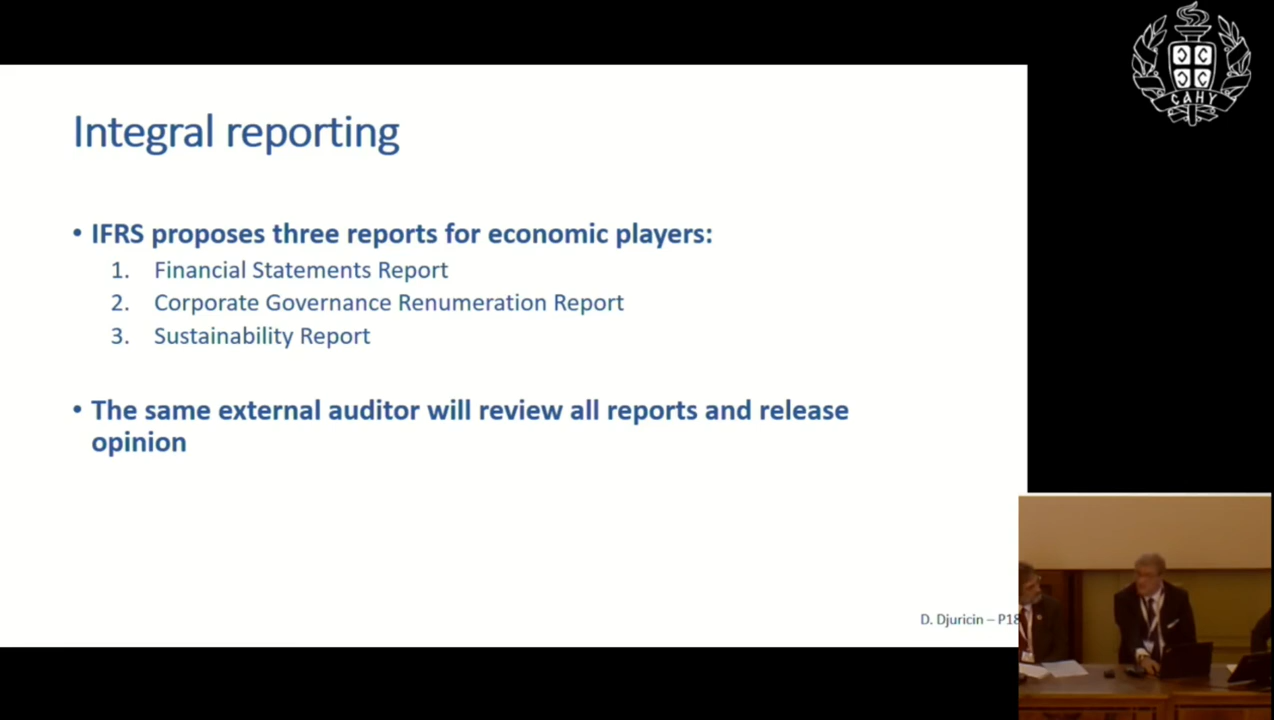 Integral reporting
• IFRS proposes three reports for economic players:
1. Financial Statements Report
2. Corporate Governance Renumeration Report
3. Sustainability Report
• The same external auditor will review all reports and release
opinion
D. Djuricin – P18
САНУ